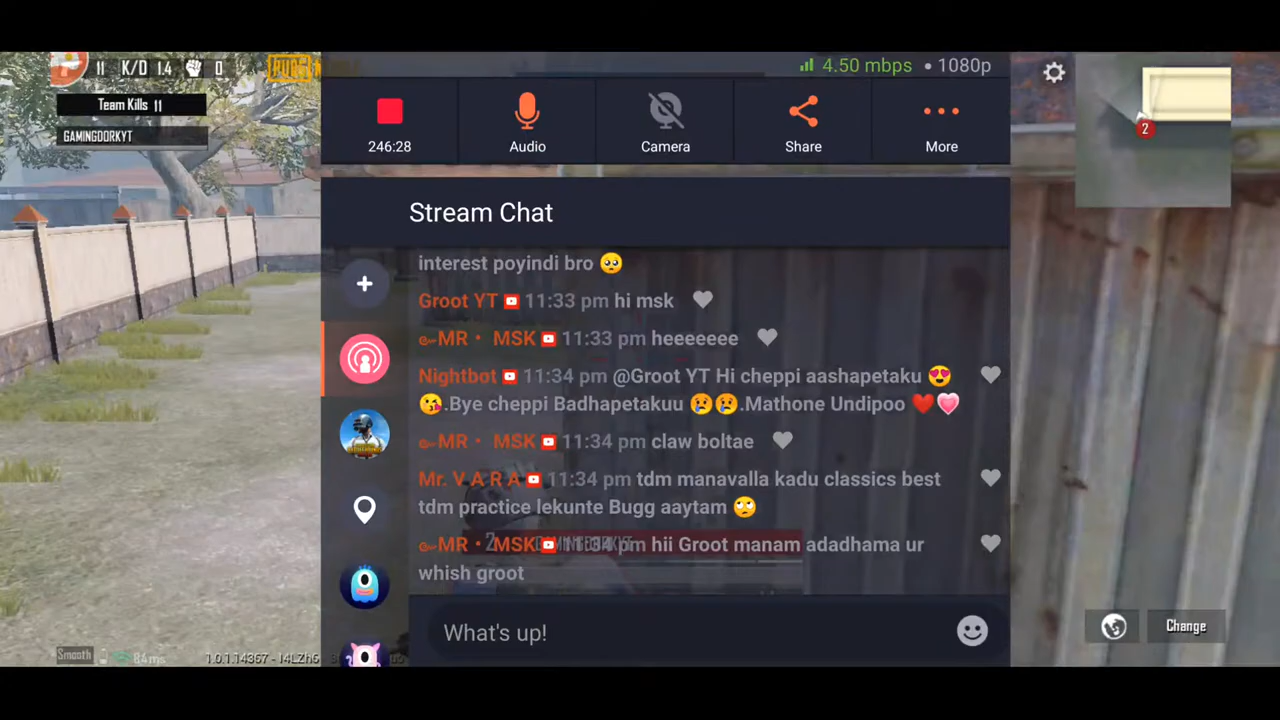 11 K/D 1.4 0
Team Kills 11
GAMINGDORKYT
4.50 mbps • 1080p
246:28
Audio
Camera
Share
More
2
Stream Chat
interest poyindi bro 🥺
Groot YT 11:33 pm hi msk
MR • MSK 11:33 pm heeeeeee
Nightbot 11:34 pm @Groot YT Hi cheppi aashapetaku 😍
😘.Bye cheppi Badhapetakuu 😢😢.Mathone Undipoo ❤️💗
MR • MSK 11:34 pm claw boltae
Mr. V A R A 11:34 pm tdm manavalla kadu classics best
tdm practice lekunte Bugg aaytam 🙄
MR • MSK 11:34 pm hii Groot manam adadhama ur
whish groot
What's up!
Change
Smooth 84ms